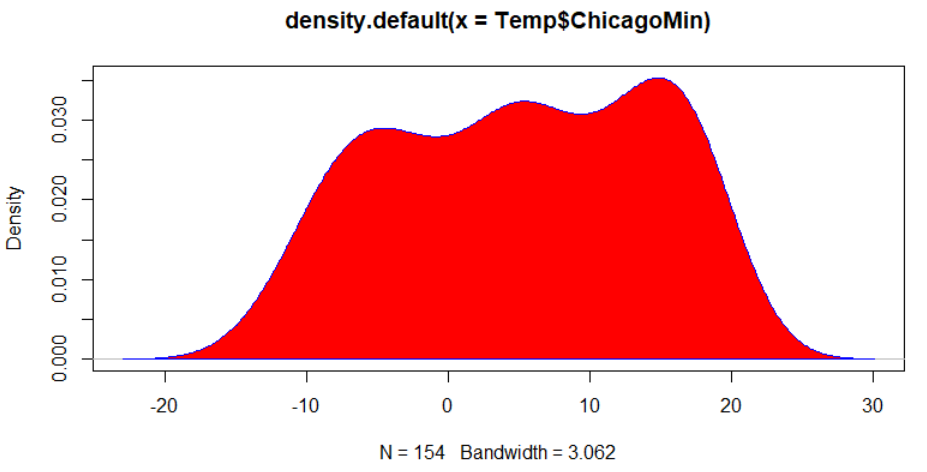 density.default(x = Temp$ChicagoMin)
Density
0.030
0.020
0.010
0.000
-20 -10 0 10 20 30
N = 154 Bandwidth = 3.062